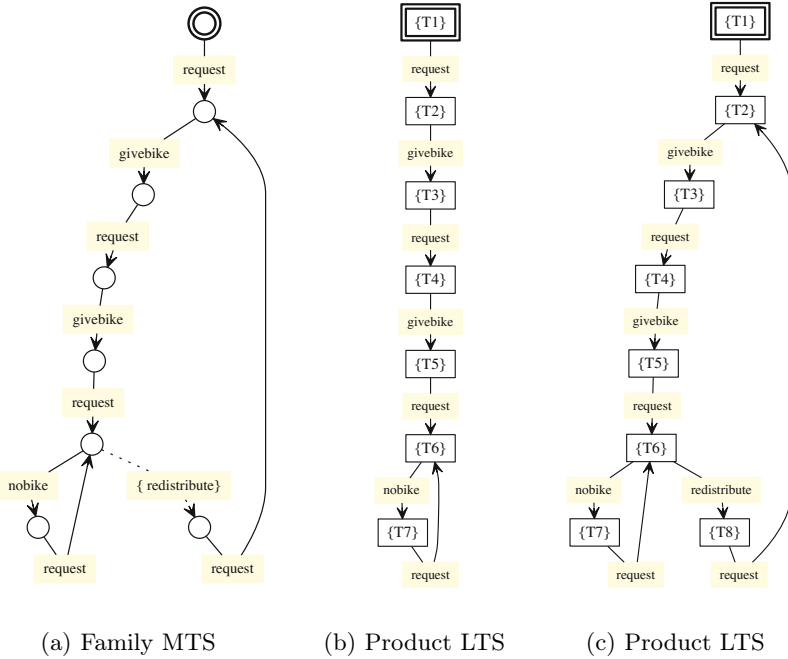 {T1}
{T1}
request
request
request
{T2}
{T2}
givebike
givebike
givebike
{T3}
{T3}
request
request
request
{T4}
{T4}
givebike
givebike
givebike
{T5}
{T5}
request
request
request
{T6}
{T6}
nobike
{ redistribute}
nobike
nobike
redistribute
{T7}
{T7}
{T8}
request
request
request
request
request
(a) Family MTS
(b) Product LTS
(c) Product LTS